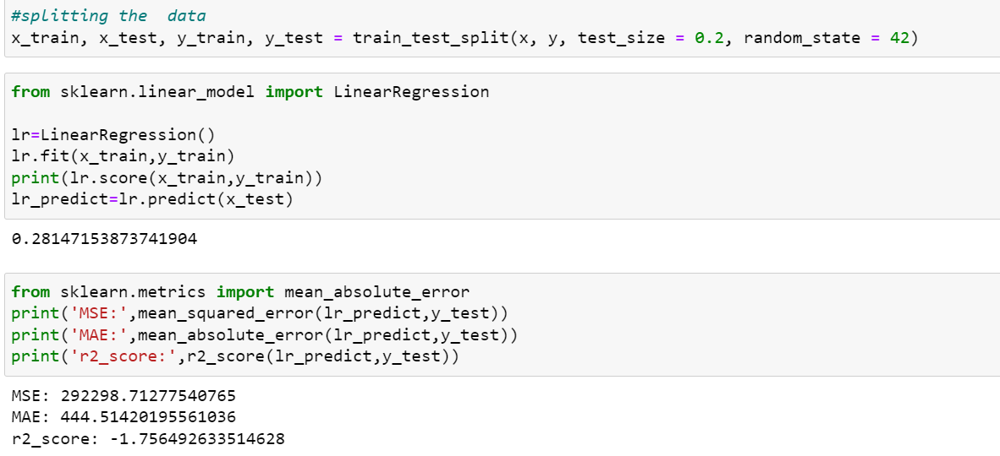 #splitting the  data
x_train, x_test, y_train, y_test = train_test_split(x, y, test_size = 0.2, random_state = 42)
from sklearn.linear_model import LinearRegression
lr=LinearRegression()
lr.fit(x_train,y_train)
print(lr.score(x_train,y_train))
lr_predict=lr.predict(x_test)
0.28147153873741904
from sklearn.metrics import mean_absolute_error
print('MSE:',mean_squared_error(lr_predict,y_test))
print('MAE:',mean_absolute_error(lr_predict,y_test))
print('r2_score:',r2_score(lr_predict,y_test))
MSE: 292298.71277540765
MAE: 444.51420195561036
r2_score: -1.756492633514628